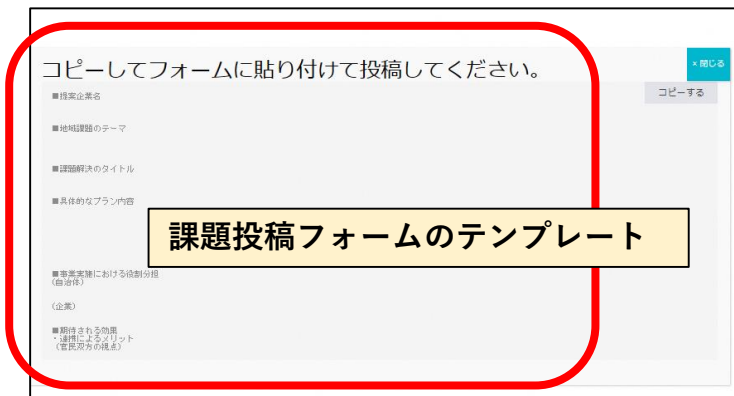 コピーしてフォームに貼り付けて投稿してください。
×閉じる
コピーする
■提案企業名
■地域課題のテーマ
■課題解決のタイトル
■具体的なプラン内容
課題投稿フォームのテンプレート
■事業実施における役割分担
(自治体)
(企業)
■期待される効果
・連携によるメリット
(官民双方の視点)